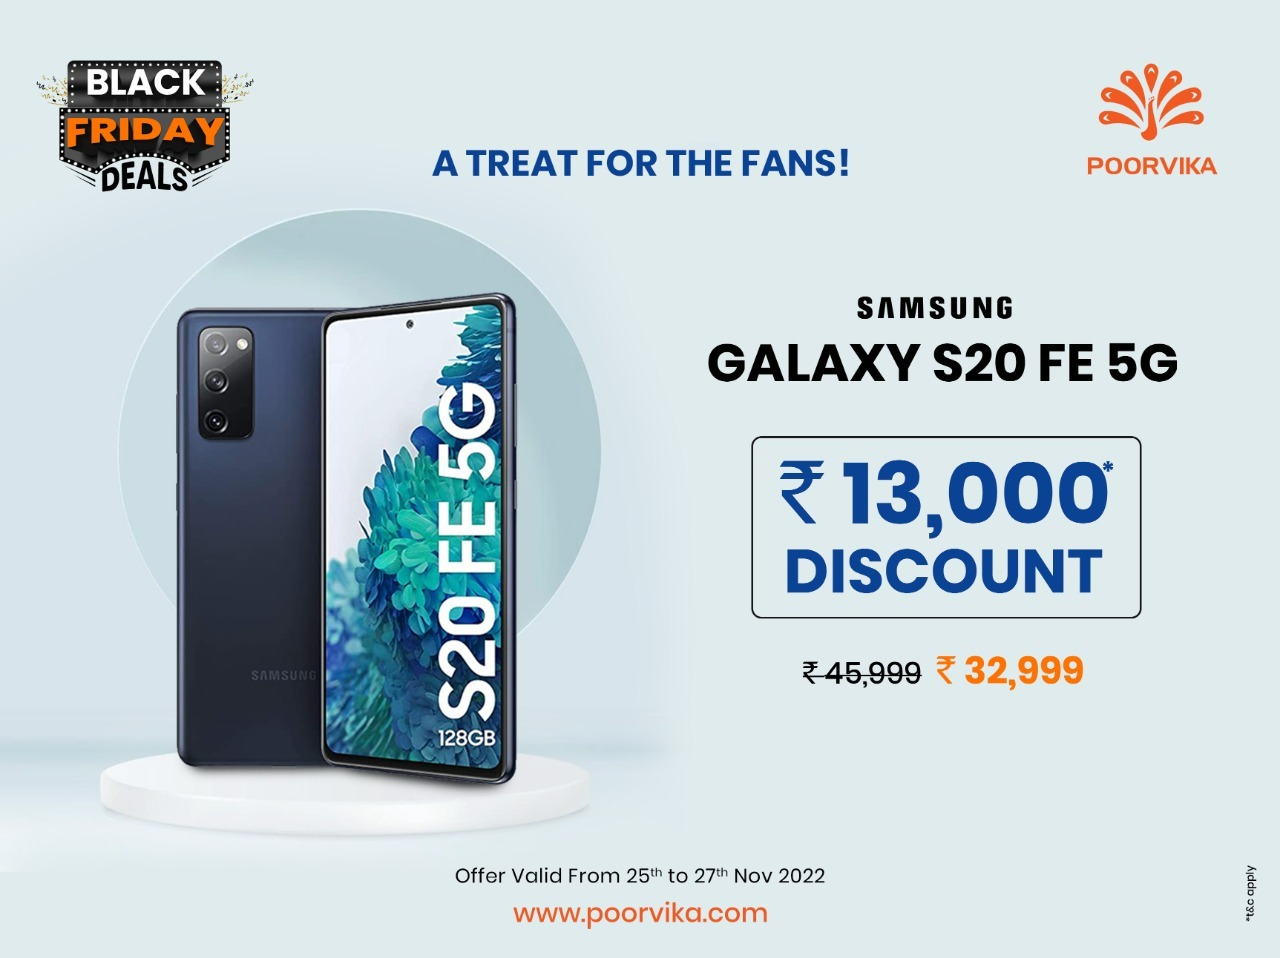 BLACK
FRIDAY
DEALS
POORVIKA
A TREAT FOR THE FANS!
SAMSUNG
GALAXY S20 FE 5G
₹ 13,000*
DISCOUNT
₹ 45,999 ₹ 32,999
SAMSUNG
S20 FE 5G
128GB
Offer Valid From 25th to 27th Nov 2022
www.poorvika.com
*t&c apply